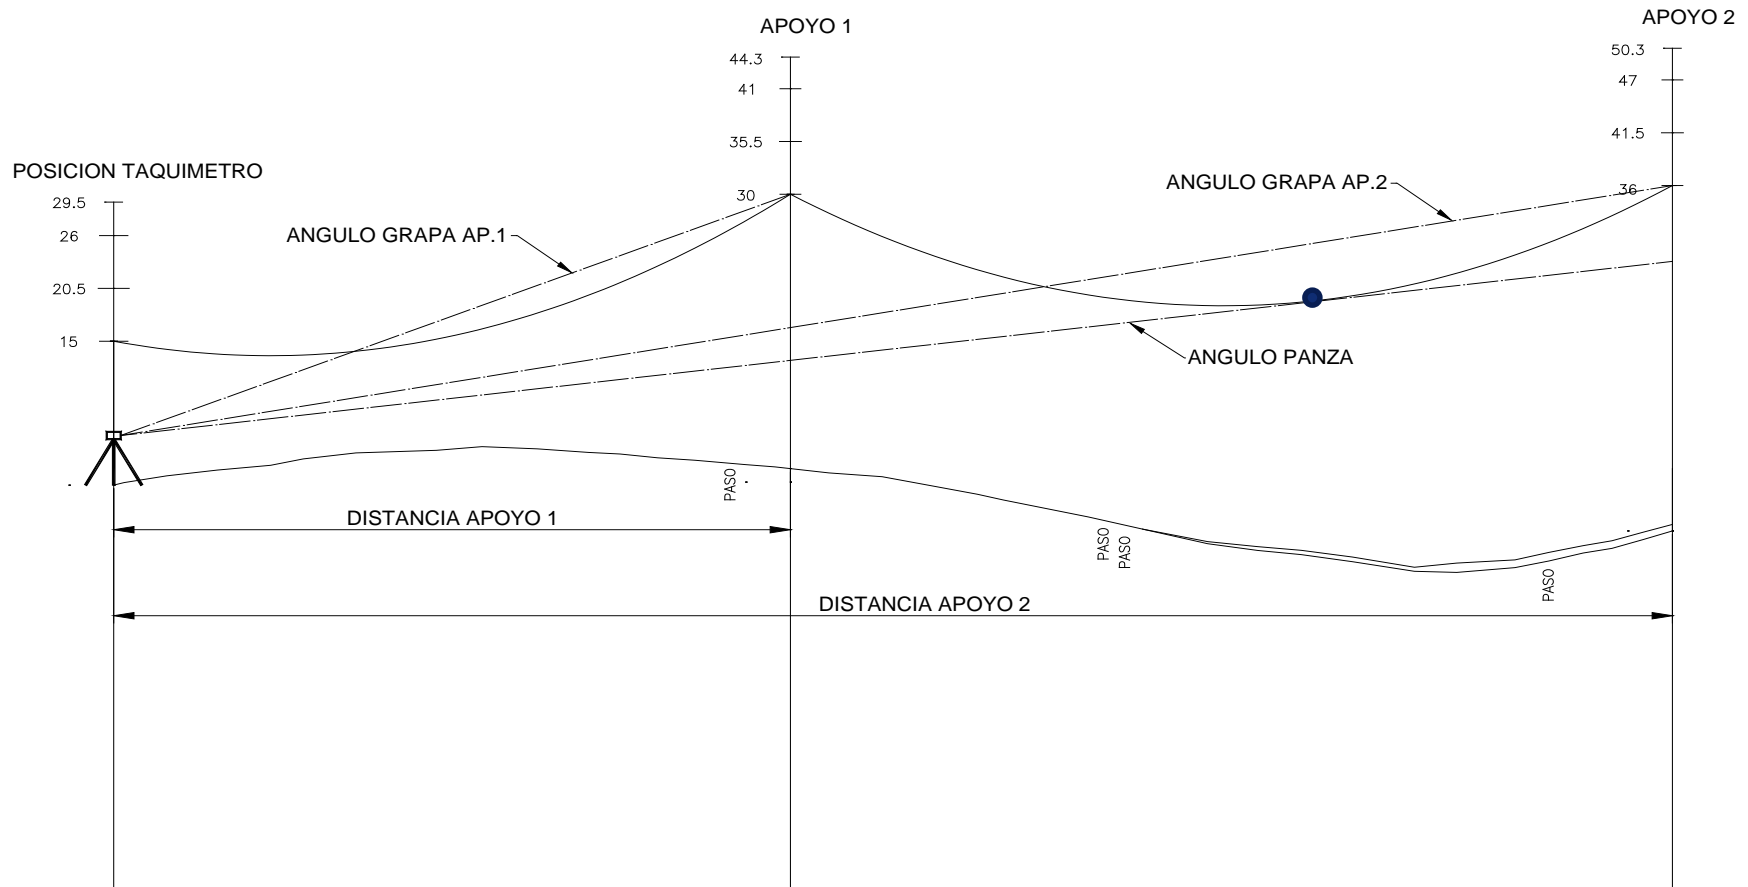 APOYO 2
APOYO 1
50.3
44.3
47
41
41.5
35.5
POSICION TAQUIMETRO
ANGULO GRAPA AP.2
36
30
29.5
26
ANGULO GRAPA AP.1
20.5
15
ANGULO PANZA
PASO
DISTANCIA APOYO 1
PASO
PASO
PASO
DISTANCIA APOYO 2